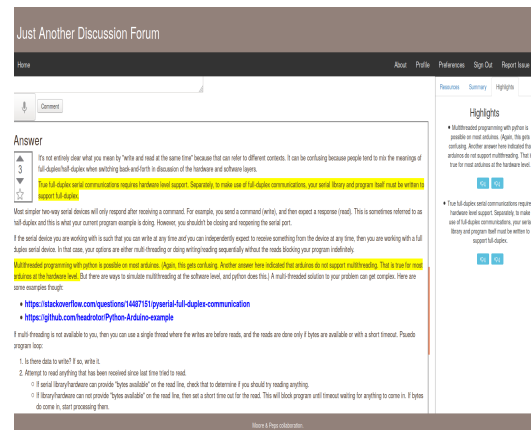 Just Another Discussion Forum
Home
About Profile Preferences Sign Out Report Issue
Comment
Answer
3
It's not entirely clear what you mean by "write and read at the same time" because that can refer to different contexts. It can be confusing because people tend to mix the meanings of
full-duplex/half-duplex when switching back-and-forth in discussion of the hardware and software layers.
True full-duplex serial communications requires hardware level support. Separately, to make use of full-duplex communications, your serial library and program itself must be written to
support full-duplex.
Most simpler two-way serial devices will only respond after receiving a command. For example, you send a command (write), and then expect a response (read). This is sometimes referred to as
half-duplex and this is what your current program example is doing. However, you shouldn't be closing and reopening the serial port.
If the serial device you are working with is such that you can write at any time and you can independently expect to receive something from the device at any time, then you are working with a full
duplex serial device. In that case, your options are either multi-threading or doing writing/reading sequentially without the reads blocking your program indefinitely.
Multithreaded programming with python is possible on most arduinos. (Again, this gets confusing. Another answer here indicated that arduinos do not support multithreading. That is true for most
arduinos at the hardware level. But there are ways to simulate multithreading at the software level, and python does this.) A multi-threaded solution to your problem can get complex. Here are
some examples though:
https://stackoverflow.com/questions/14487151/pyserial-full-duplex-communication
https://github.com/headrotor/Python-Arduino-example
If multi-threading is not available to you, then you can use a single thread where the writes are before reads, and the reads are done only if bytes are available or with a short timeout. Psuedo
program loop:
1. Is there data to write? If so, write it.
2. Attempt to read anything that has been received since last time tried to read.
If serial library/hardware can provide "bytes available" on the read line, check that to determine if you should try reading anything.
If library/hardware can not provide "bytes available" on the read line, then set a short time out for the read. This will block program until timeout waiting for anything to come in. If bytes
do come in, start processing them.
Resources Summary Highlights
Highlights
Multithreaded programming with python is
possible on most arduinos. (Again, this gets
confusing. Another answer here indicated that
arduinos do not support multithreading. That is
true for most arduinos at the hardware level.
True full-duplex serial communications requires
hardware level support. Separately, to make
use of full-duplex communications, your serial
library and program itself must be written to
support full-duplex.
Moore & Pepo collaboration